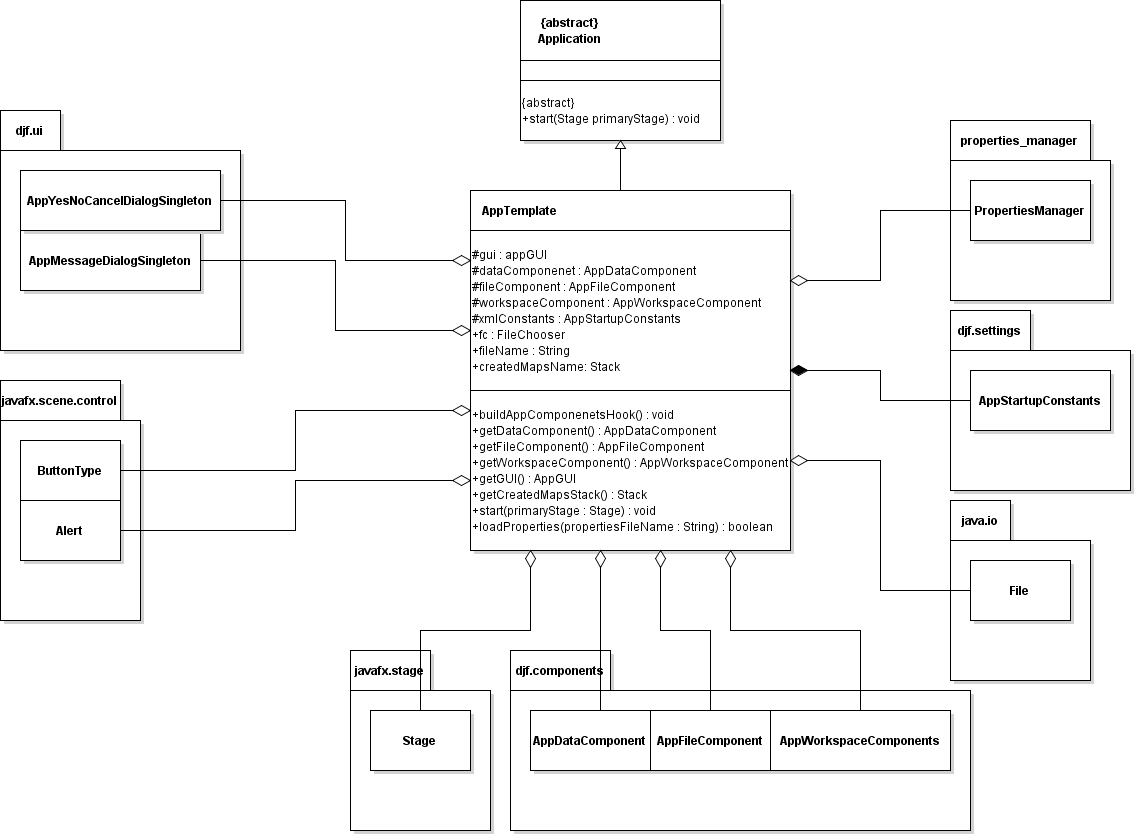 {abstract}
Application
{abstract}
+start(Stage primaryStage) : void
djf.ui
AppYesNoCancelDialogSingleton
AppMessageDialogSingleton
javafx.scene.control
ButtonType
Alert
AppTemplate
#gui : appGUI
#dataComponenet : AppDataComponent
#fileComponent : AppFileComponent
#workspaceComponent : AppWorkspaceComponent
#xmlConstants : AppStartupConstants
+fc : FileChooser
+fileName : String
+createdMapsName: Stack
+buildAppComponenetsHook() : void
+getDataComponent() : AppDataComponent
+getFileComponent() : AppFileComponent
+getWorkspaceComponent() : AppWorkspaceComponent
+getGUI() : AppGUI
+getCreatedMapsStack() : Stack
+start(primaryStage : Stage) : void
+loadProperties(propertiesFileName : String) : boolean
properties_manager
PropertiesManager
djf.settings
AppStartupConstants
java.io
File
javafx.stage
Stage
djf.components
AppDataComponent
AppFileComponent
AppWorkspaceComponents